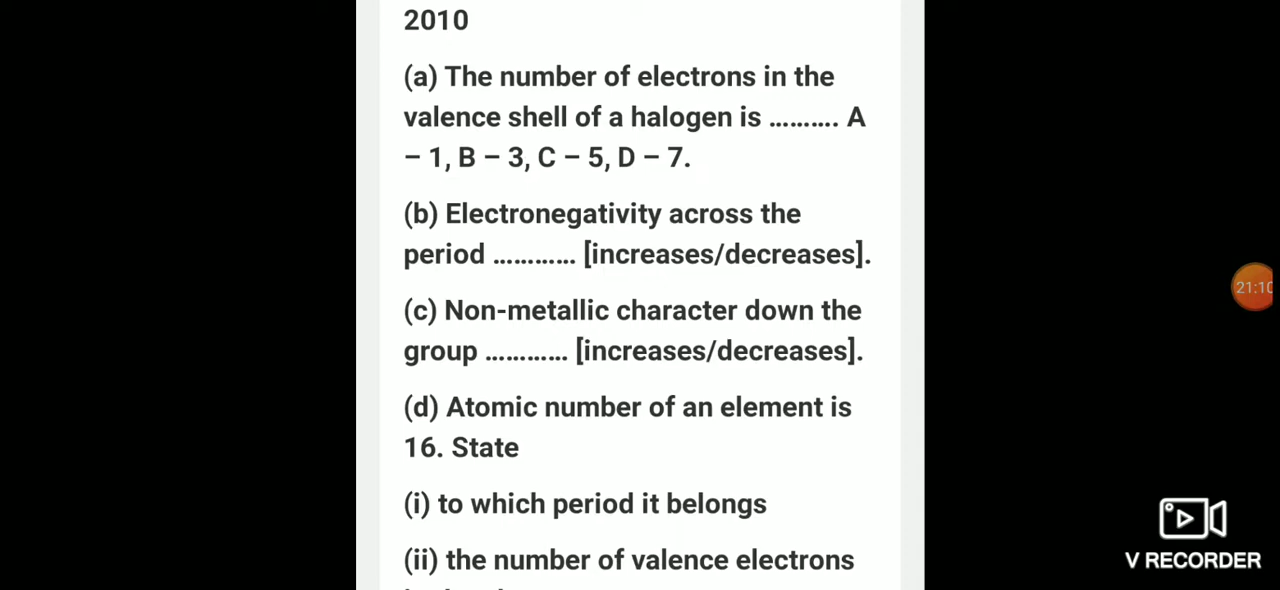 2010
(a) The number of electrons in the
valence shell of a halogen is .......... A
– 1, B – 3, C – 5, D – 7.
(b) Electronegativity across the
period ............ [increases/decreases].
(c) Non-metallic character down the
group ............ [increases/decreases].
(d) Atomic number of an element is
16. State
(i) to which period it belongs
(ii) the number of valence electrons
21:10
V RECORDER